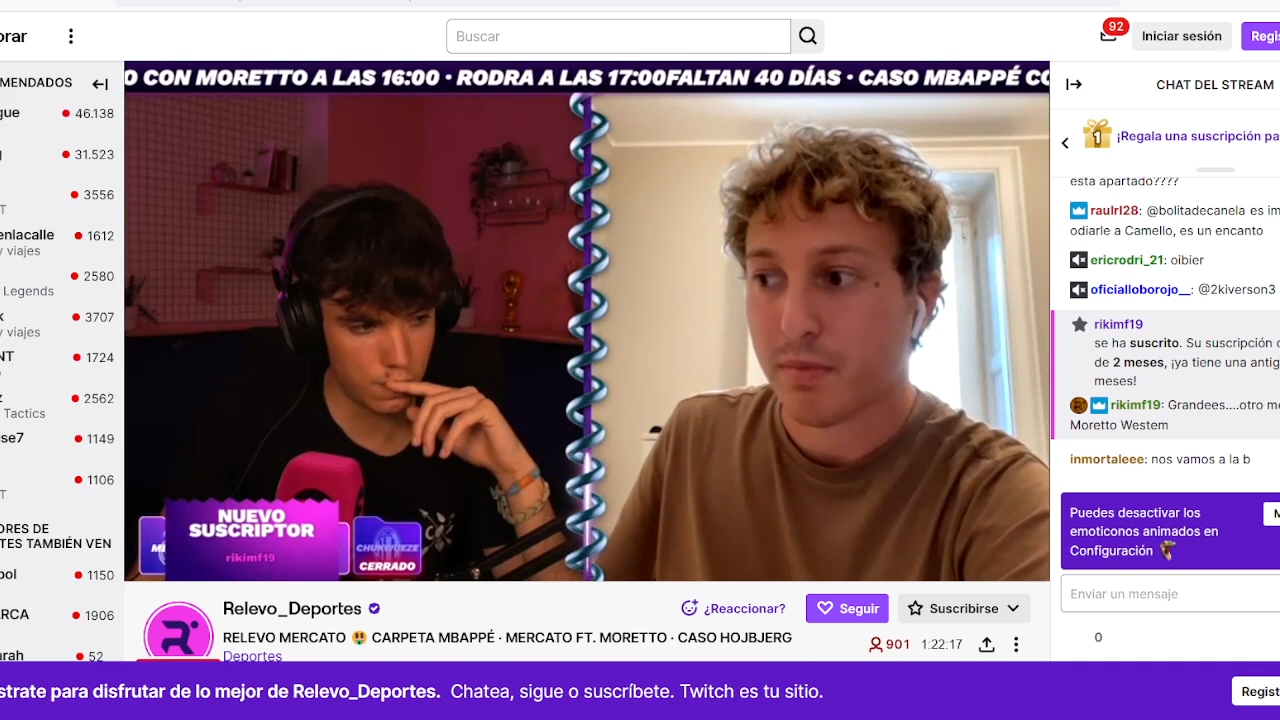 orar
Buscar
92
Iniciar sesión
Regis
MENDADOS
gue 46.138
31.523
3556
T
enlacalle 1612
y viajes
2580
Legends
k 3707
y viajes
NT 1724
z 2562
Tactics
se7 1149
1106
T
ORES DE
TES TAMBIÉN VEN
bol 1150
ARCA 1906
arah 52
O CON MORETTO A LAS 16:00 · RODRA A LAS 17:00FALTAN 40 DÍAS · CASO MBAPPÉ CO
NUEVO
SUSCRIPTOR
rikimf19
CHUKWUEZE
CERRADO
Relevo_Deportes
¿Reaccionar?
Seguir
Suscribirse
RELEVO MERCATO 🤑 CARPETA MBAPPÉ · MERCATO FT. MORETTO · CASO HOJBJERG
Deportes
901 1:22:17
CHAT DEL STREAM
1
¡Regala una suscripción pa
esta apartado????
raulrl28: @bolitadecanela es im
odiarle a Camello, es un encanto
ericrodri_21: oibier
oficialloborojo__: @2kiverson3
rikimf19
se ha suscrito. Su suscripción
de 2 meses, ¡ya tiene una antig
meses!
rikimf19: Grandees....otro me
Moretto Westem
inmortaleee: nos vamos a la b
Puedes desactivar los
emoticonos animados en
Configuración
Enviar un mensaje
0
strate para disfrutar de lo mejor de Relevo_Deportes. Chatea, sigue o suscríbete. Twitch es tu sitio.
Regist